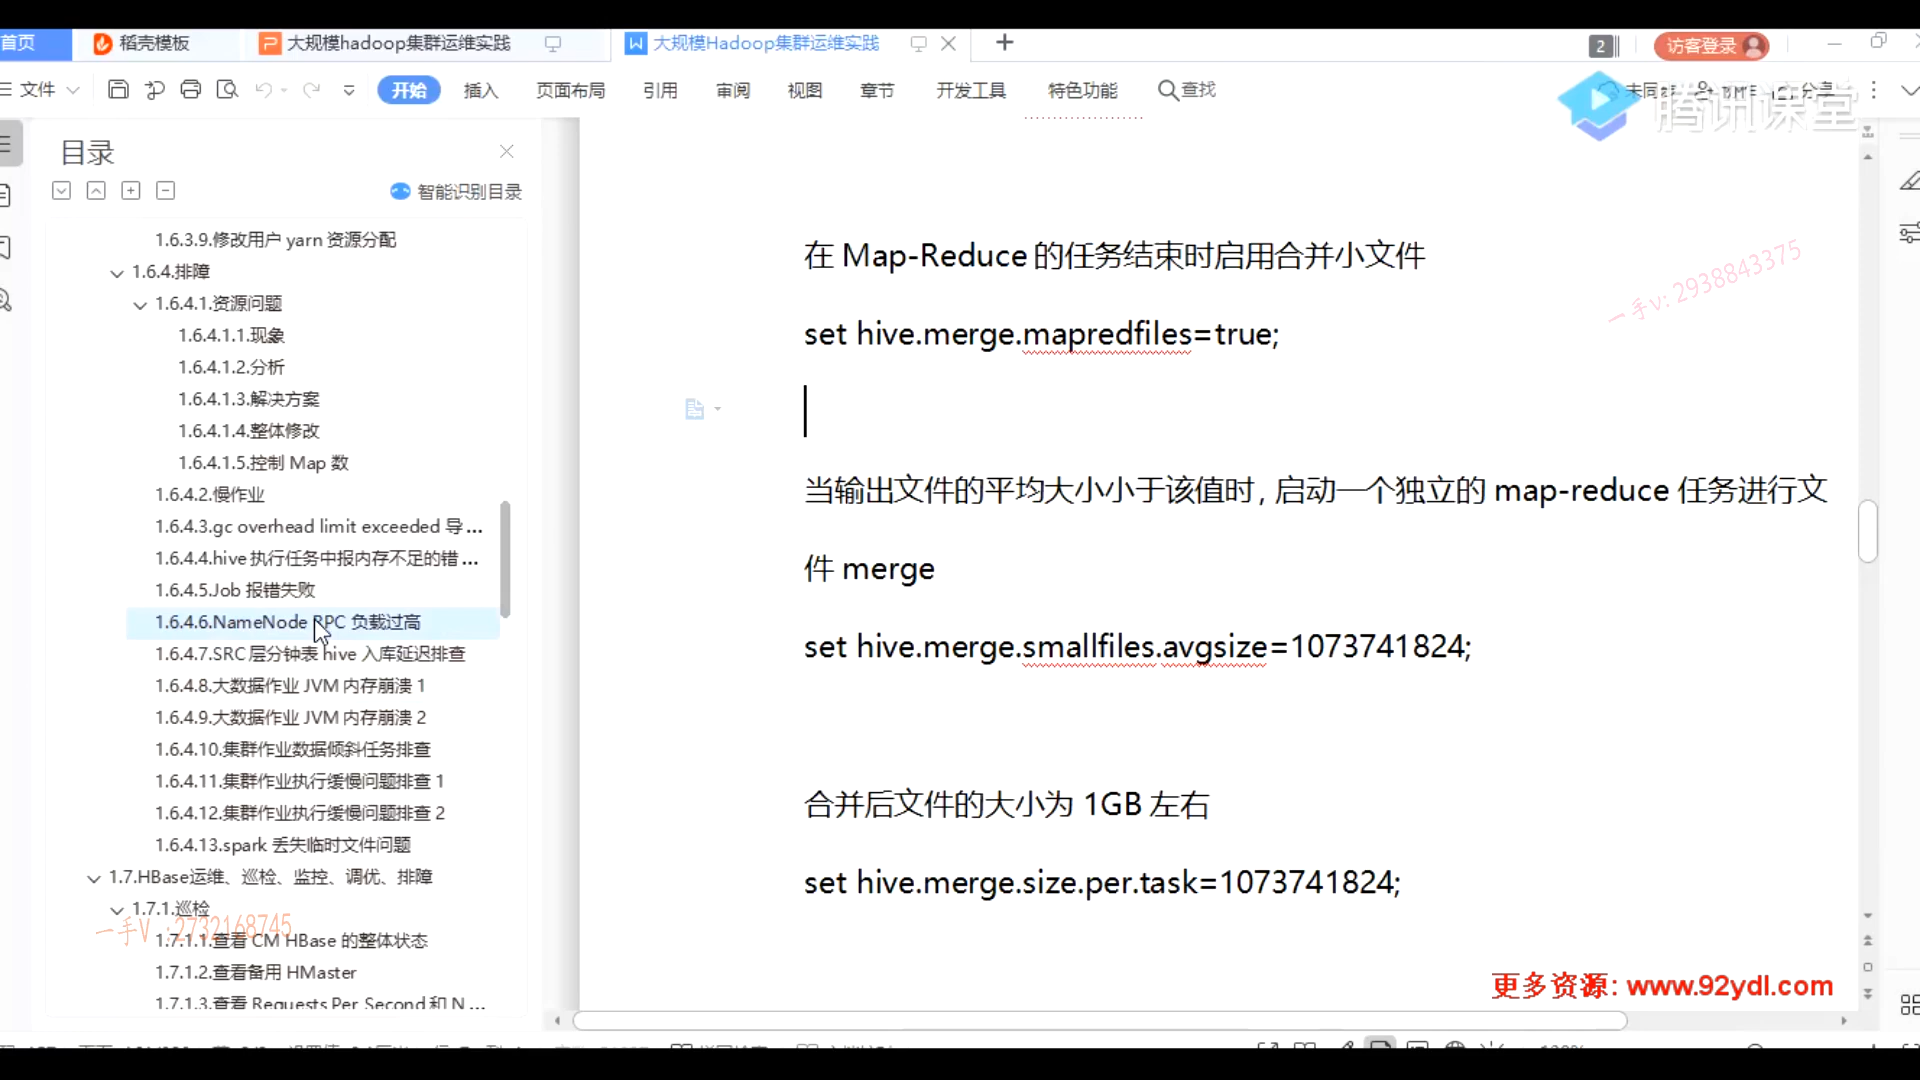 首页
稻壳模板
大规模hadoop集群运维实践
大规模Hadoop集群运维实践
2
访客登录
文件
开始
插入
页面布局
引用
审阅
视图
章节
开发工具
特色功能
查找
腾讯课堂
目录
智能识别目录
1.6.3.9.修改用户 yarn 资源分配
1.6.4.排障
1.6.4.1.资源问题
1.6.4.1.1.现象
1.6.4.1.2.分析
1.6.4.1.3.解决方案
1.6.4.1.4.整体修改
1.6.4.1.5.控制 Map 数
1.6.4.2.慢作业
1.6.4.3.gc overhead limit exceeded 导...
1.6.4.4.hive 执行任务中报内存不足的错...
1.6.4.5.Job 报错失败
1.6.4.6.NameNode RPC 负载过高
1.6.4.7.SRC 层分钟表 hive 入库延迟排查
1.6.4.8.大数据作业 JVM 内存崩溃 1
1.6.4.9.大数据作业 JVM 内存崩溃 2
1.6.4.10.集群作业数据倾斜任务排查
1.6.4.11.集群作业执行缓慢问题排查 1
1.6.4.12.集群作业执行缓慢问题排查 2
1.6.4.13.spark 丢失临时文件问题
1.7.HBase运维、巡检、监控、调优、排障
1.7.1.巡检
一手V :2732168745
1.7.1.1.查看 CM HBase 的整体状态
1.7.1.2.查看备用 HMaster
1.7.1.3.查看 Requests Per Second 和 N...
在 Map-Reduce 的任务结束时启用合并小文件
一手v: 2938843375
set hive.merge.mapredfiles=true;
当输出文件的平均大小小于该值时, 启动一个独立的 map-reduce 任务进行文
件 merge
set hive.merge.smallfiles.avgsize=1073741824;
合并后文件的大小为 1GB 左右
set hive.merge.size.per.task=1073741824;
更多资源: www.92ydl.com